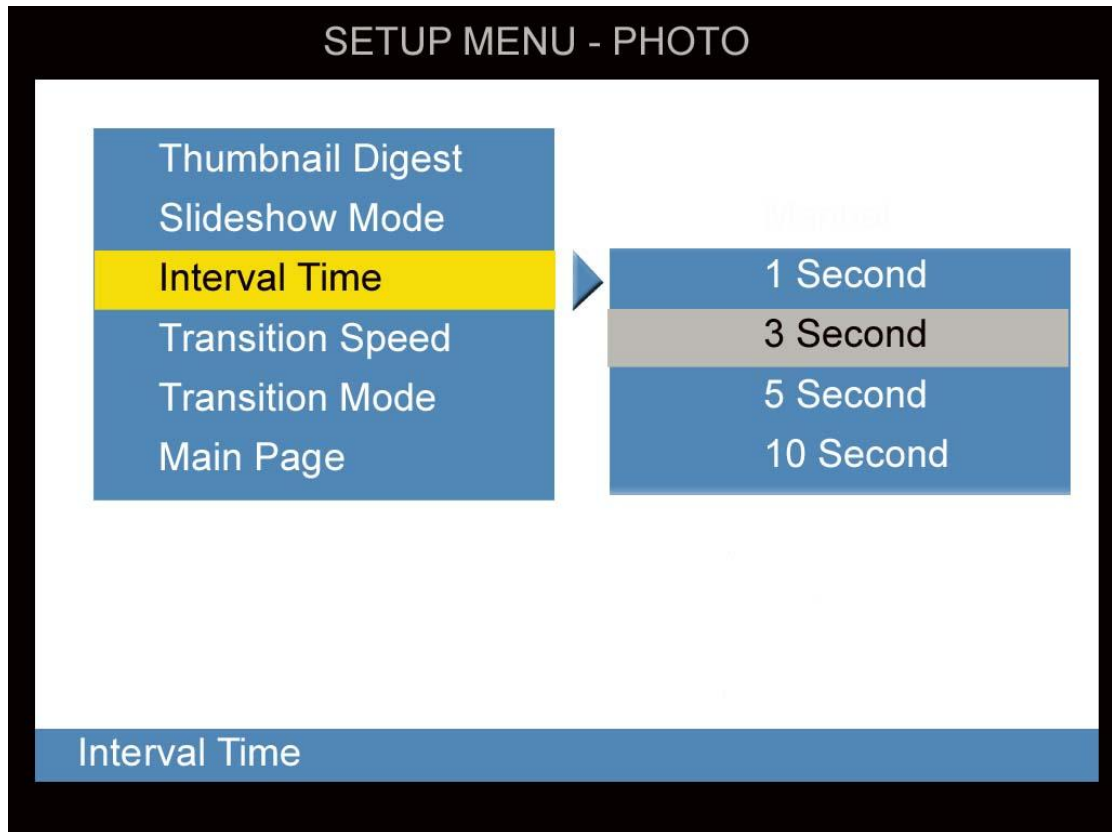 SETUP MENU - PHOTO
Thumbnail Digest
Slideshow Mode
Interval Time
Transition Speed
Transition Mode
Main Page
1 Second
3 Second
5 Second
10 Second
Interval Time